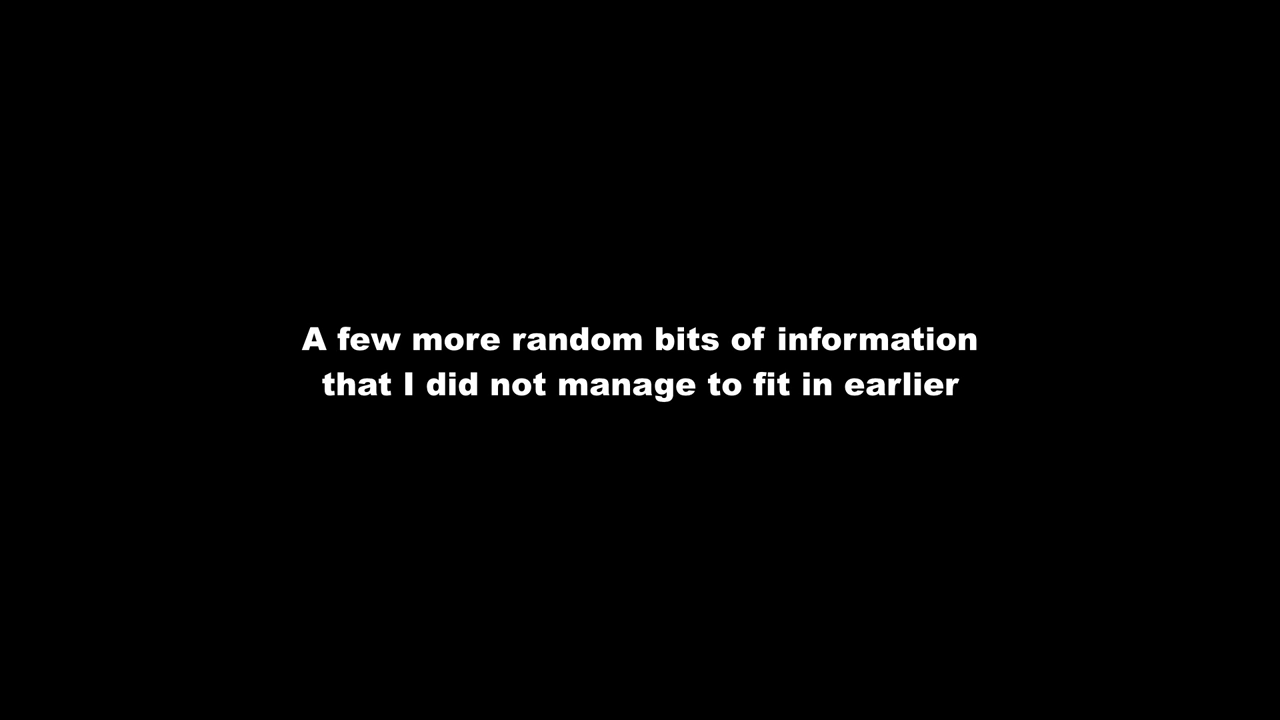 A few more random bits of information
that I did not manage to fit in earlier